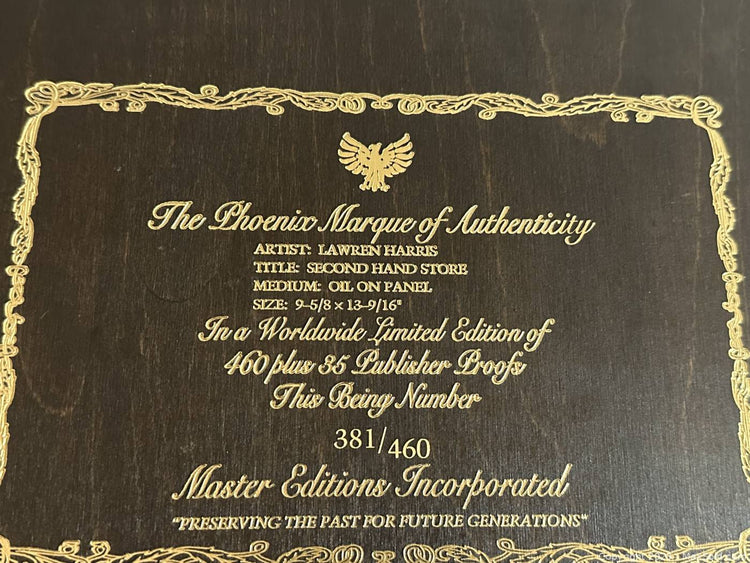 The Phoenix Marque of Authenticity
ARTIST: LAWREN HARRIS
TITLE: SECOND HAND STORE
MEDIUM: OIL ON PANEL
SIZE: 9-5/8 × 13-9/16"
In a Worldwide Limited Edition of
460 plus 35 Publisher Proofs
This Being Number
381/460
Master Editions Incorporated
"PRESERVING THE PAST FOR FUTURE GENERATIONS"